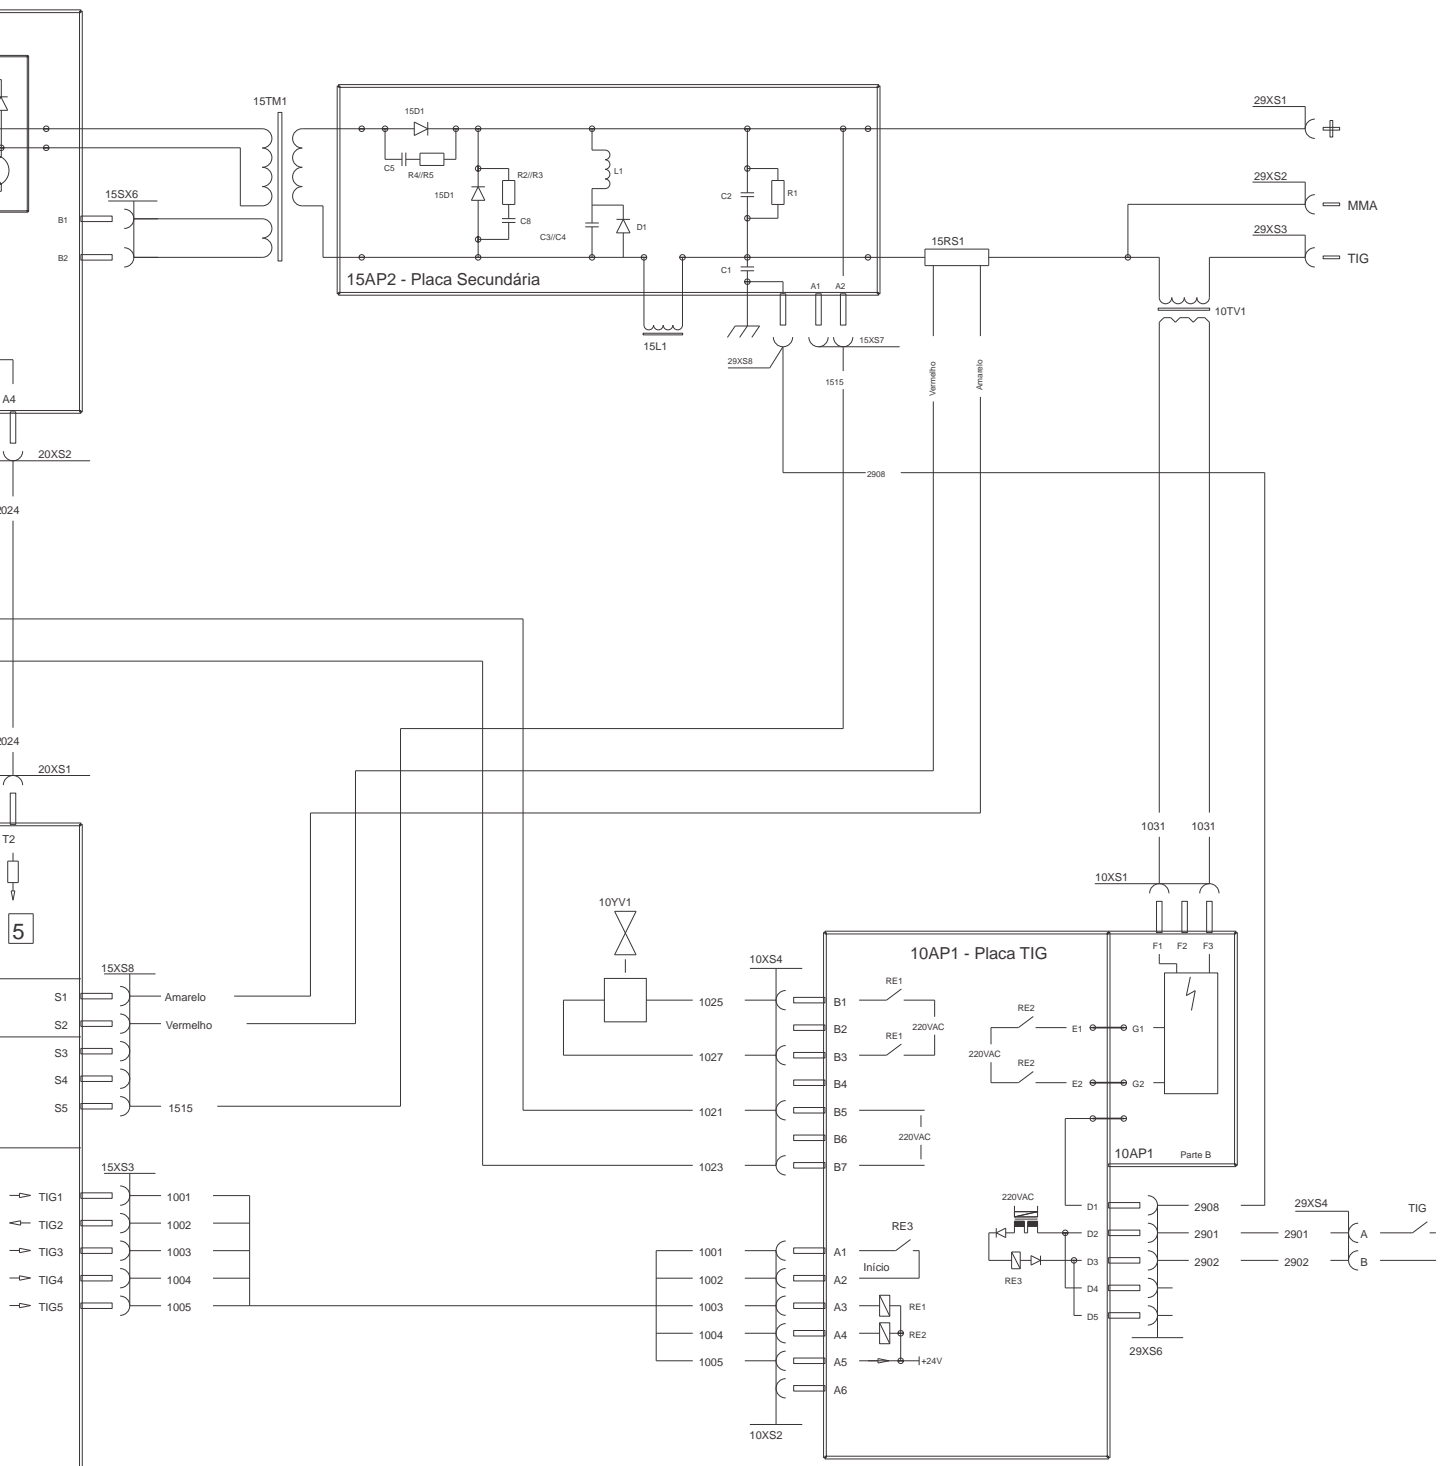 15TM1
15D1
C5
R4//R5
15D1
R2//R3
C8
L1
C3//C4
D1
C2
R1
C1
15AP2 - Placa Secundária
A1
A2
15L1
29XS8
15XS7
1515
15RS1
Vermelho
Amarelo
29XS1
29XS2
MMA
29XS3
TIG
10TV1
15SX6
B1
B2
A4
20XS2
2908
20XS1
T2
5
1031
1031
10XS1
15XS8
S1
Amarelo
S2
Vermelho
S3
S4
S5
1515
15XS3
TIG1
1001
TIG2
1002
TIG3
1003
TIG4
1004
TIG5
1005
10YV1
10XS4
10AP1 - Placa TIG
1025
B1
RE1
B2
220VAC
1027
B3
RE1
B4
1021
B5
B6
220VAC
1023
B7
RE2
220VAC
RE2
E1
G1
E2
G2
F1
F2
F3
10AP1
Parte B
1001
A1
RE3
Início
1002
A2
1003
A3
RE1
1004
A4
RE2
1005
A5
+24V
A6
10XS2
220VAC
RE3
D1
2908
D2
2901
2901
D3
2902
2902
D4
D5
29XS6
29XS4
A
B
TIG